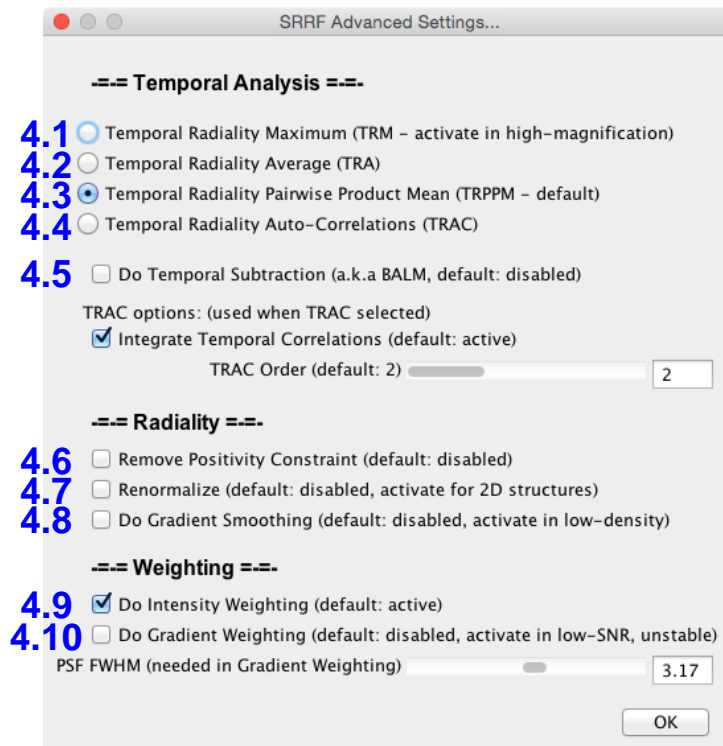 SRRF Advanced Settings...
-=-= Temporal Analysis =-=-
4.1 Temporal Radiality Maximum (TRM – activate in high-magnification)
4.2 Temporal Radiality Average (TRA)
4.3 Temporal Radiality Pairwise Product Mean (TRPPM – default)
4.4 Temporal Radiality Auto-Correlations (TRAC)
4.5 Do Temporal Subtraction (a.k.a BALM, default: disabled)
TRAC options: (used when TRAC selected)
Integrate Temporal Correlations (default: active)
TRAC Order (default: 2) 2
-=-= Radiality =-=-
4.6 Remove Positivity Constraint (default: disabled)
4.7 Renormalize (default: disabled, activate for 2D structures)
4.8 Do Gradient Smoothing (default: disabled, activate in low-density)
-=-= Weighting =-=-
4.9 Do Intensity Weighting (default: active)
4.10 Do Gradient Weighting (default: disabled, activate in low-SNR, unstable)
PSF FWHM (needed in Gradient Weighting) 3.17
OK